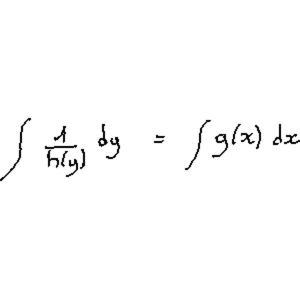 ∫ 1/h(y) dy = ∫ g(x) dx